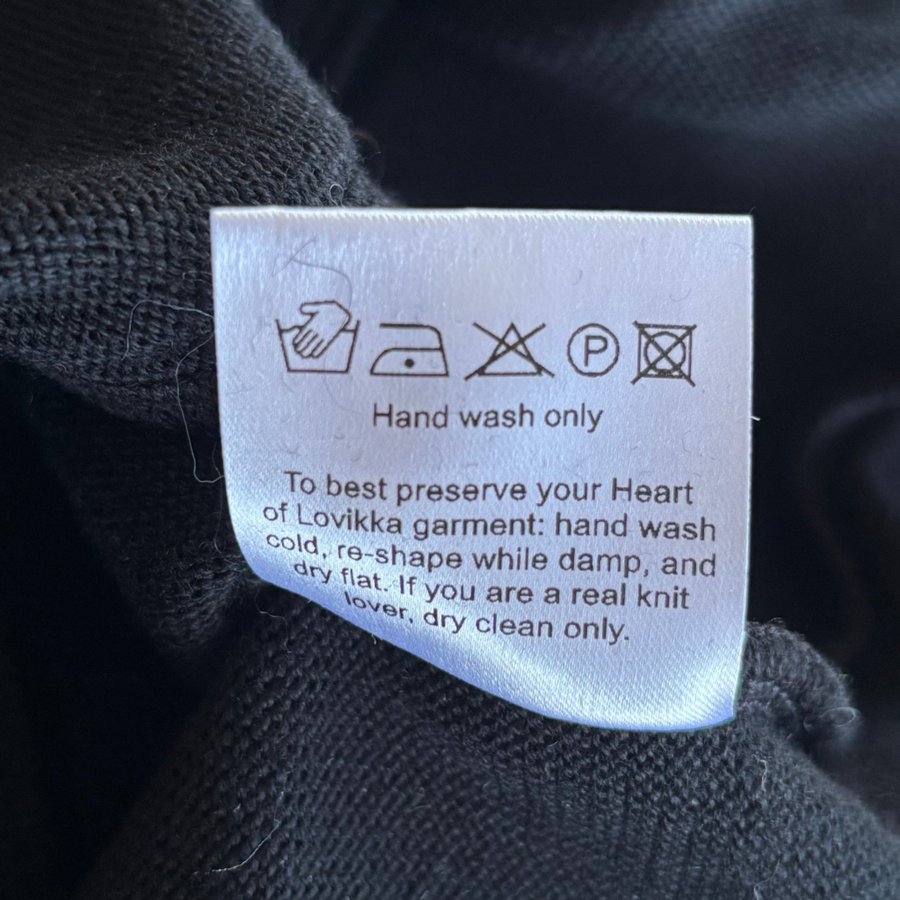 P
Hand wash only
To best preserve your Heart
of Lovikka garment: hand wash
cold, re-shape while damp, and
dry flat. If you are a real knit
lover, dry clean only.